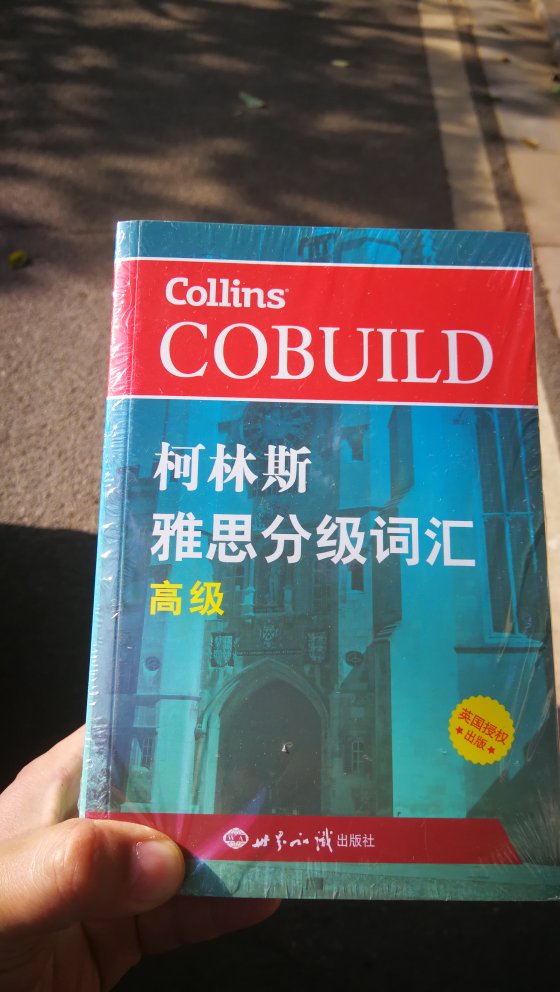 Collins
COBUILD
柯林斯
雅思分级词汇
高级
英国授权
出版
世界知识出版社